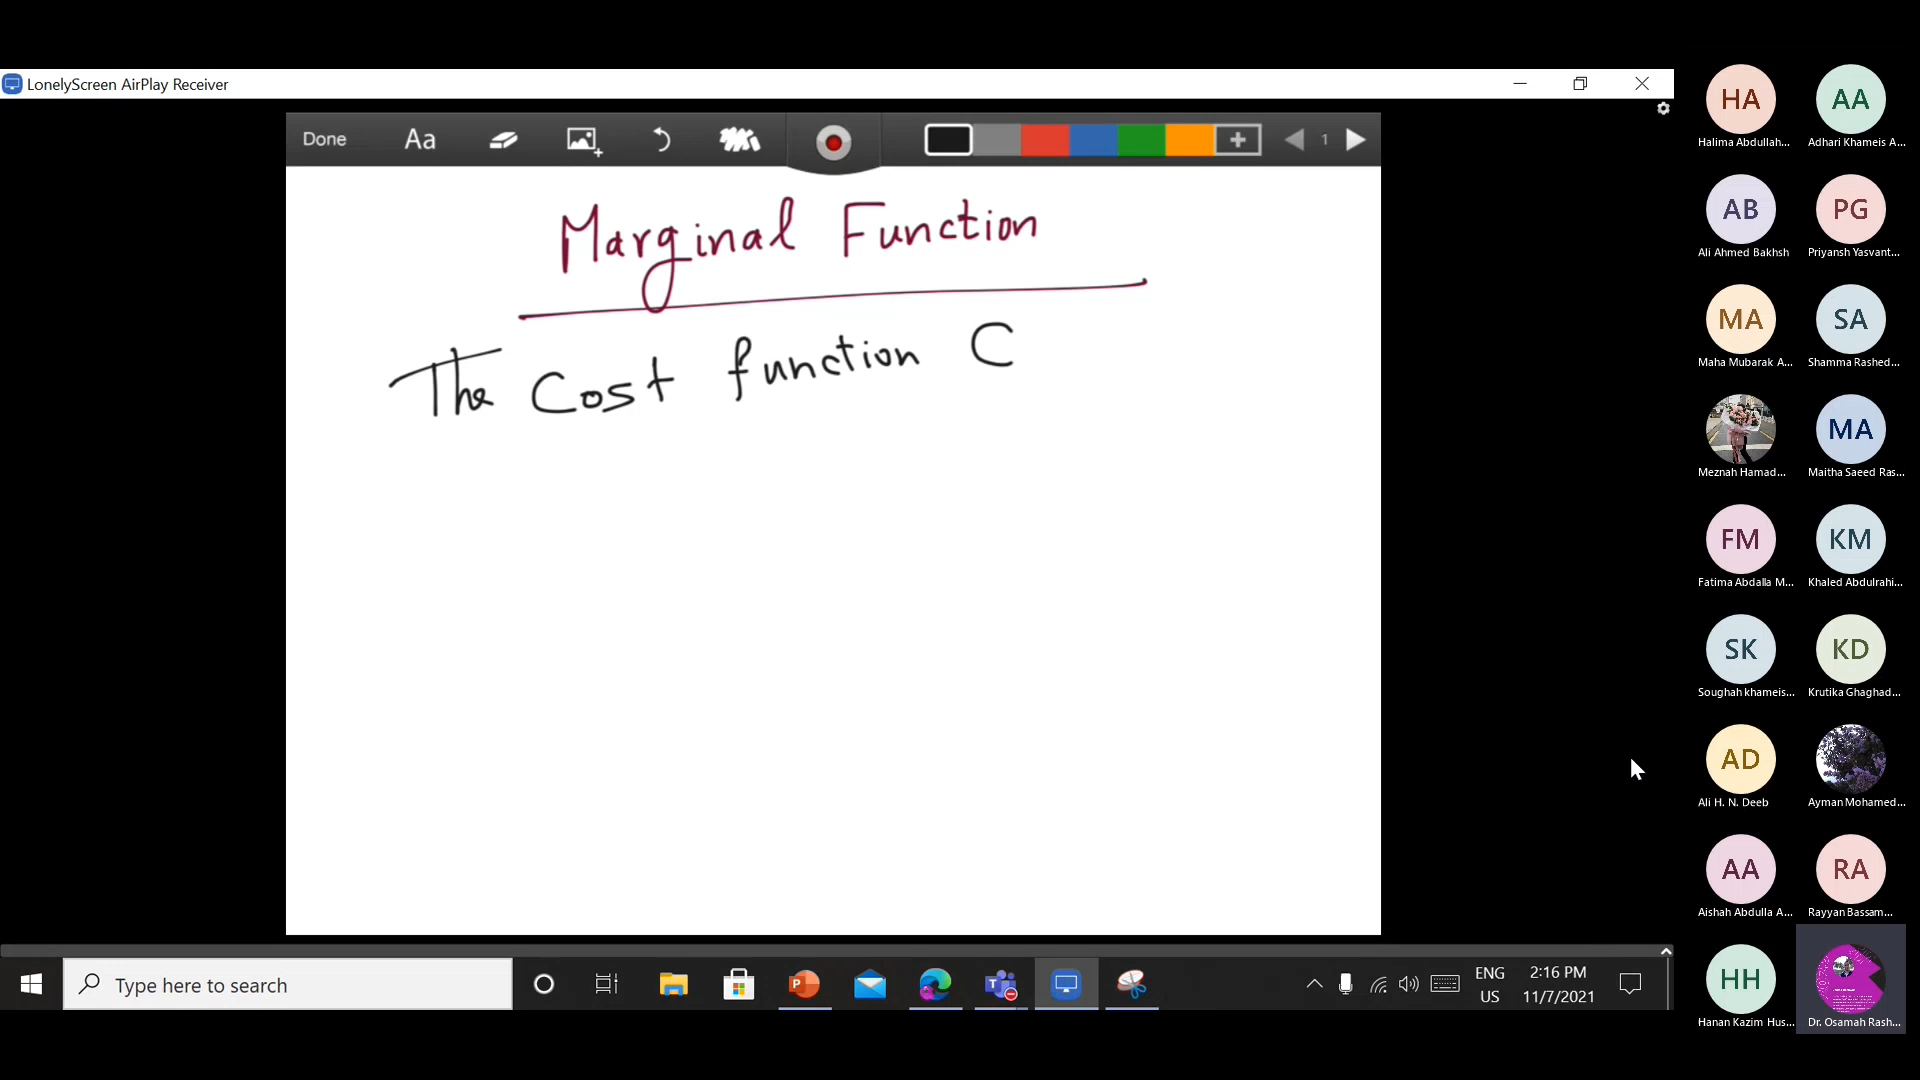 LonelyScreen AirPlay Receiver
Done
Aa
1
Marginal Function
The Cost function C
HA
Halima Abdullah...
AA
Adhari Khameis A...
AB
Ali Ahmed Bakhsh
PG
Priyansh Yasvant...
MA
Maha Mubarak A...
SA
Shamma Rashed...
Meznah Hamad...
MA
Maitha Saeed Ras...
FM
Fatima Abdalla M...
KM
Khaled Abdulrahi...
SK
Soughah khameis...
KD
Krutika Ghaghad...
AD
Ali H. N. Deeb
Ayman Mohamed...
AA
Aishah Abdulla A...
RA
Rayyan Bassam...
HH
Hanan Kazim Hus...
Dr. Osamah Rash...
Type here to search
ENG
US
2:16 PM
11/7/2021